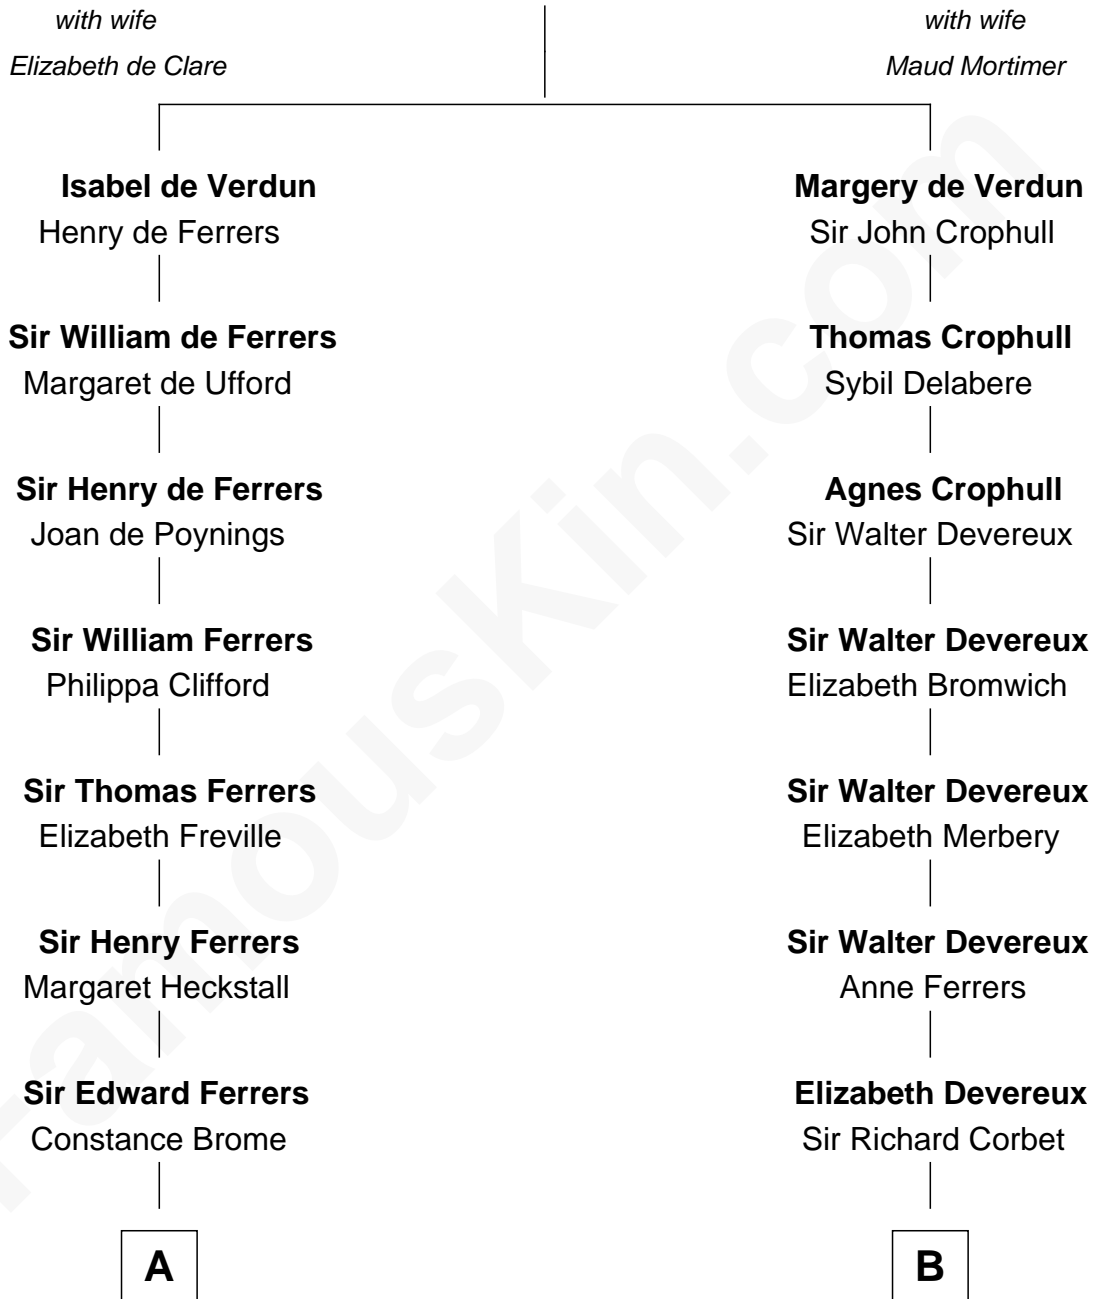 with wife
Elizabeth de Clare
with wife
Maud Mortimer
Isabel de Verdun
Henry de Ferrers
Margery de Verdun
Sir John Crophull
Sir William de Ferrers
Margaret de Ufford
Thomas Crophull
Sybil Delabere
Sir Henry de Ferrers
Joan de Poynings
Agnes Crophull
Sir Walter Devereux
Sir William Ferrers
Philippa Clifford
Sir Walter Devereux
Elizabeth Bromwich
Sir Thomas Ferrers
Elizabeth Freville
Sir Walter Devereux
Elizabeth Merbery
Sir Henry Ferrers
Margaret Heckstall
Sir Walter Devereux
Anne Ferrers
Sir Edward Ferrers
Constance Brome
Elizabeth Devereux
Sir Richard Corbet
A
B
FamousKin.com